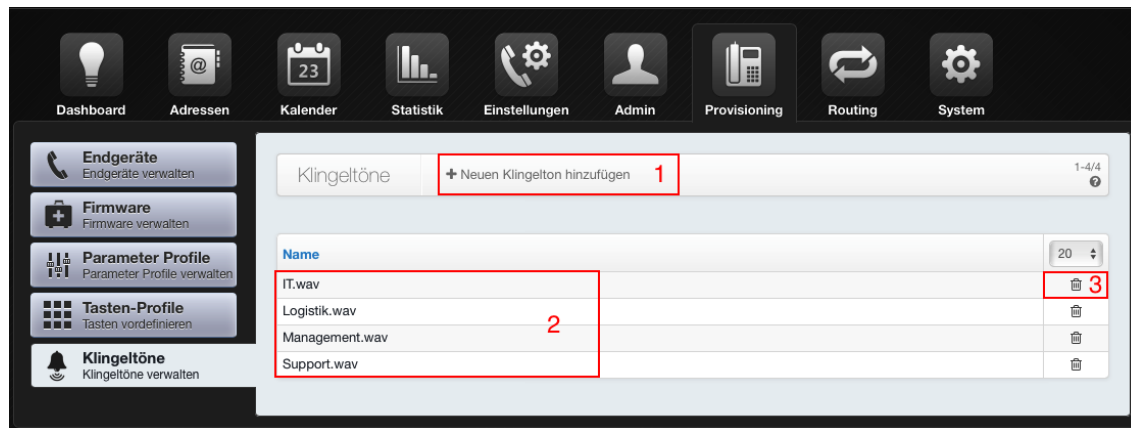 23
Dashboard Adressen Kalender Statistik Einstellungen Admin Provisioning Routing System
Endgeräte
Endgeräte verwalten
Firmware
Firmware verwalten
Parameter Profile
Parameter Profile verwalten
Tasten-Profile
Tasten vordefinieren
Klingeltöne
Klingeltöne verwalten
Klingeltöne + Neuen Klingelton hinzufügen 1 1-4/4
?
Name 20
IT.wav 3
Logistik.wav
2
Management.wav
Support.wav